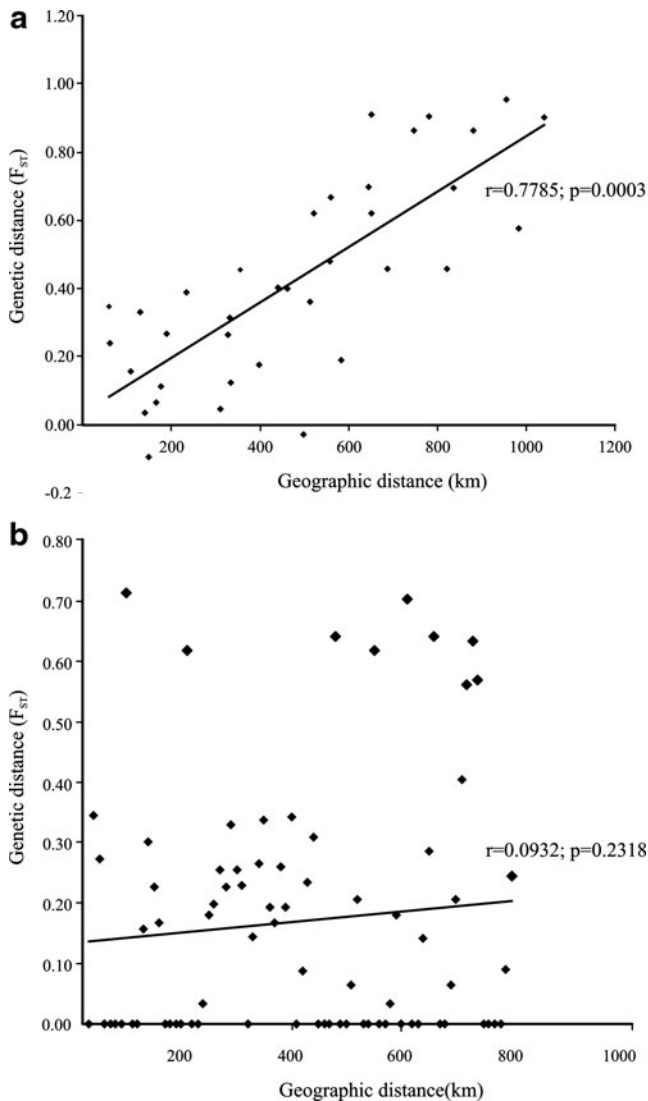 a
1.20
1.00
0.80
0.60
0.40
0.20
0.00
-0.2
Genetic distance (FST)
r=0.7785; p=0.0003
200 400 600 800 1000 1200
Geographic distance (km)
b
0.80
0.70
0.60
0.50
0.40
0.30
0.20
0.10
0.00
Genetic distance (FST)
r=0.0932; p=0.2318
200 400 600 800 1000
Geographic distance(km)